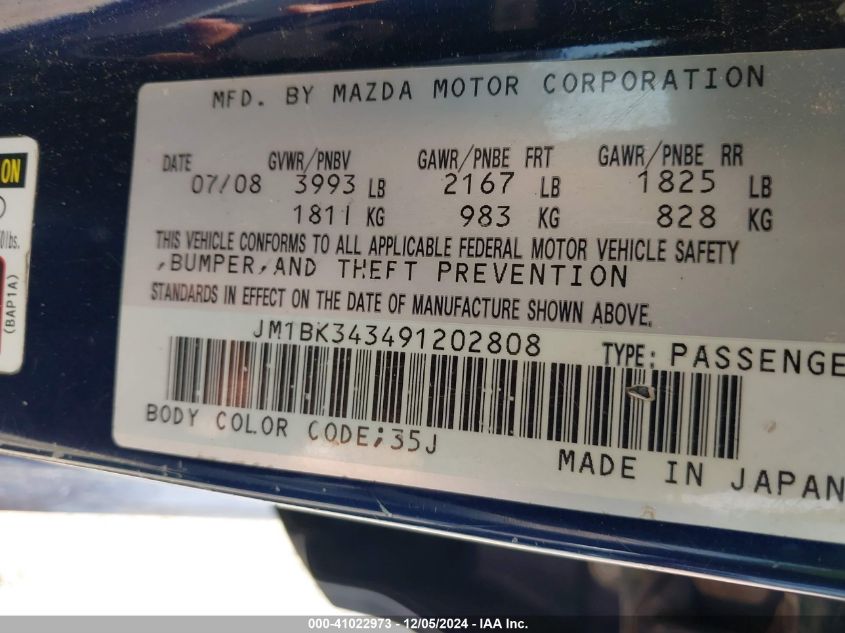 MFD. BY MAZDA MOTOR CORPORATION
DATE GVWR/PNBV GAWR/PNBE FRT GAWR/PNBE RR
07/08 3993 LB 2167 LB 1825 LB
1811 KG 983 KG 828 KG
THIS VEHICLE CONFORMS TO ALL APPLICABLE FEDERAL MOTOR VEHICLE SAFETY
,BUMPER,AND THEFT PREVENTION
STANDARDS IN EFFECT ON THE DATE OF MANUFACTURE SHOWN ABOVE.
JM1BK343491202808 TYPE: PASSENGE
BODY COLOR CODE;35J
MADE IN JAPAN
ON
0lbs.
(BAP1A)
000-41022973 - 12/05/2024 - IAA Inc.